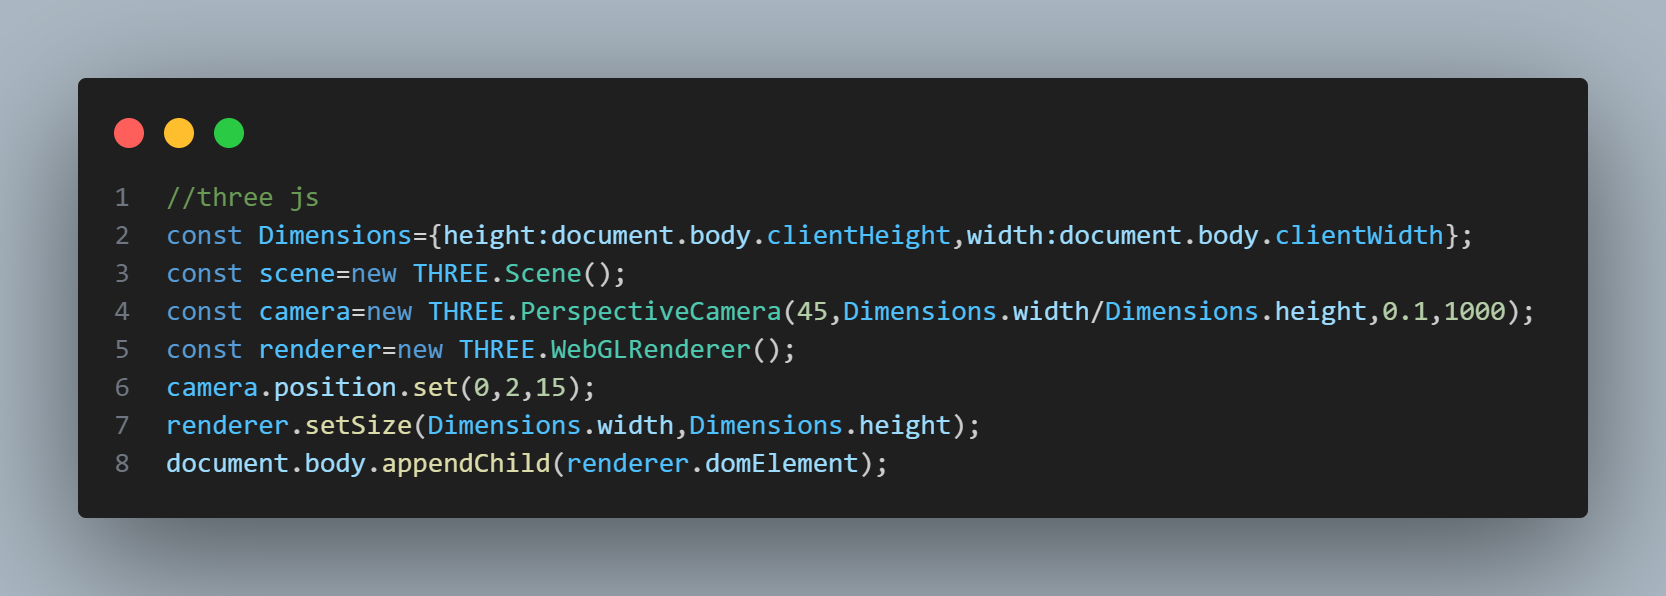 1 //three js
2 const Dimensions={height:document.body.clientHeight,width:document.body.clientWidth};
3 const scene=new THREE.Scene();
4 const camera=new THREE.PerspectiveCamera(45,Dimensions.width/Dimensions.height,0.1,1000);
5 const renderer=new THREE.WebGLRenderer();
6 camera.position.set(0,2,15);
7 renderer.setSize(Dimensions.width,Dimensions.height);
8 document.body.appendChild(renderer.domElement);